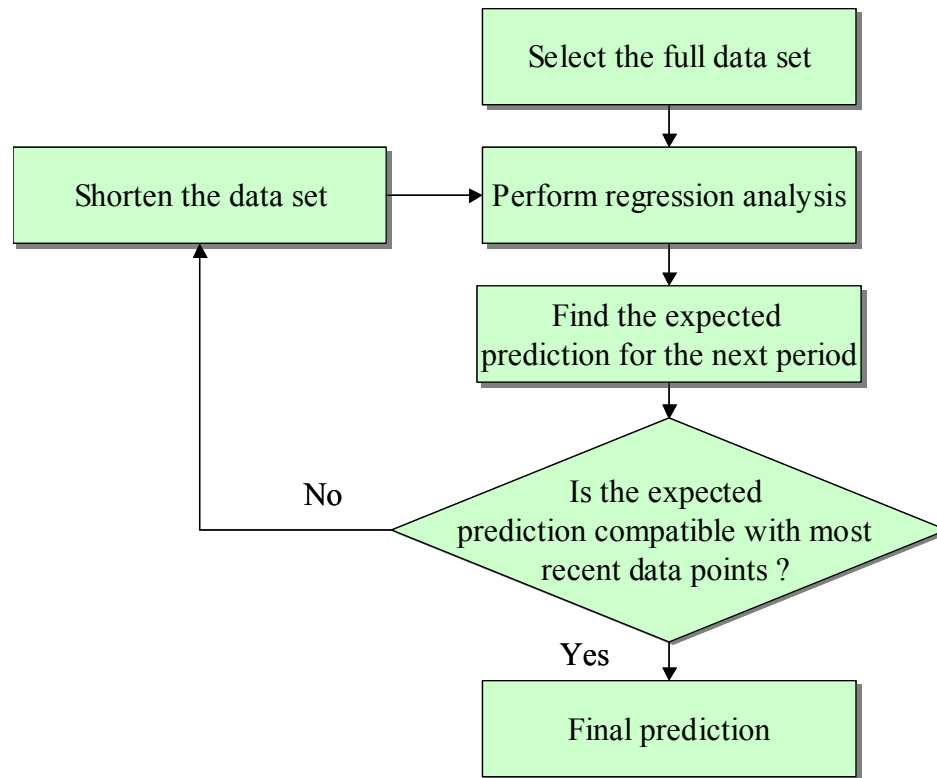 Select the full data set
Shorten the data set
Perform regression analysis
Find the expected
prediction for the next period
No
Is the expected
prediction compatible with most
recent data points ?
Yes
Final prediction